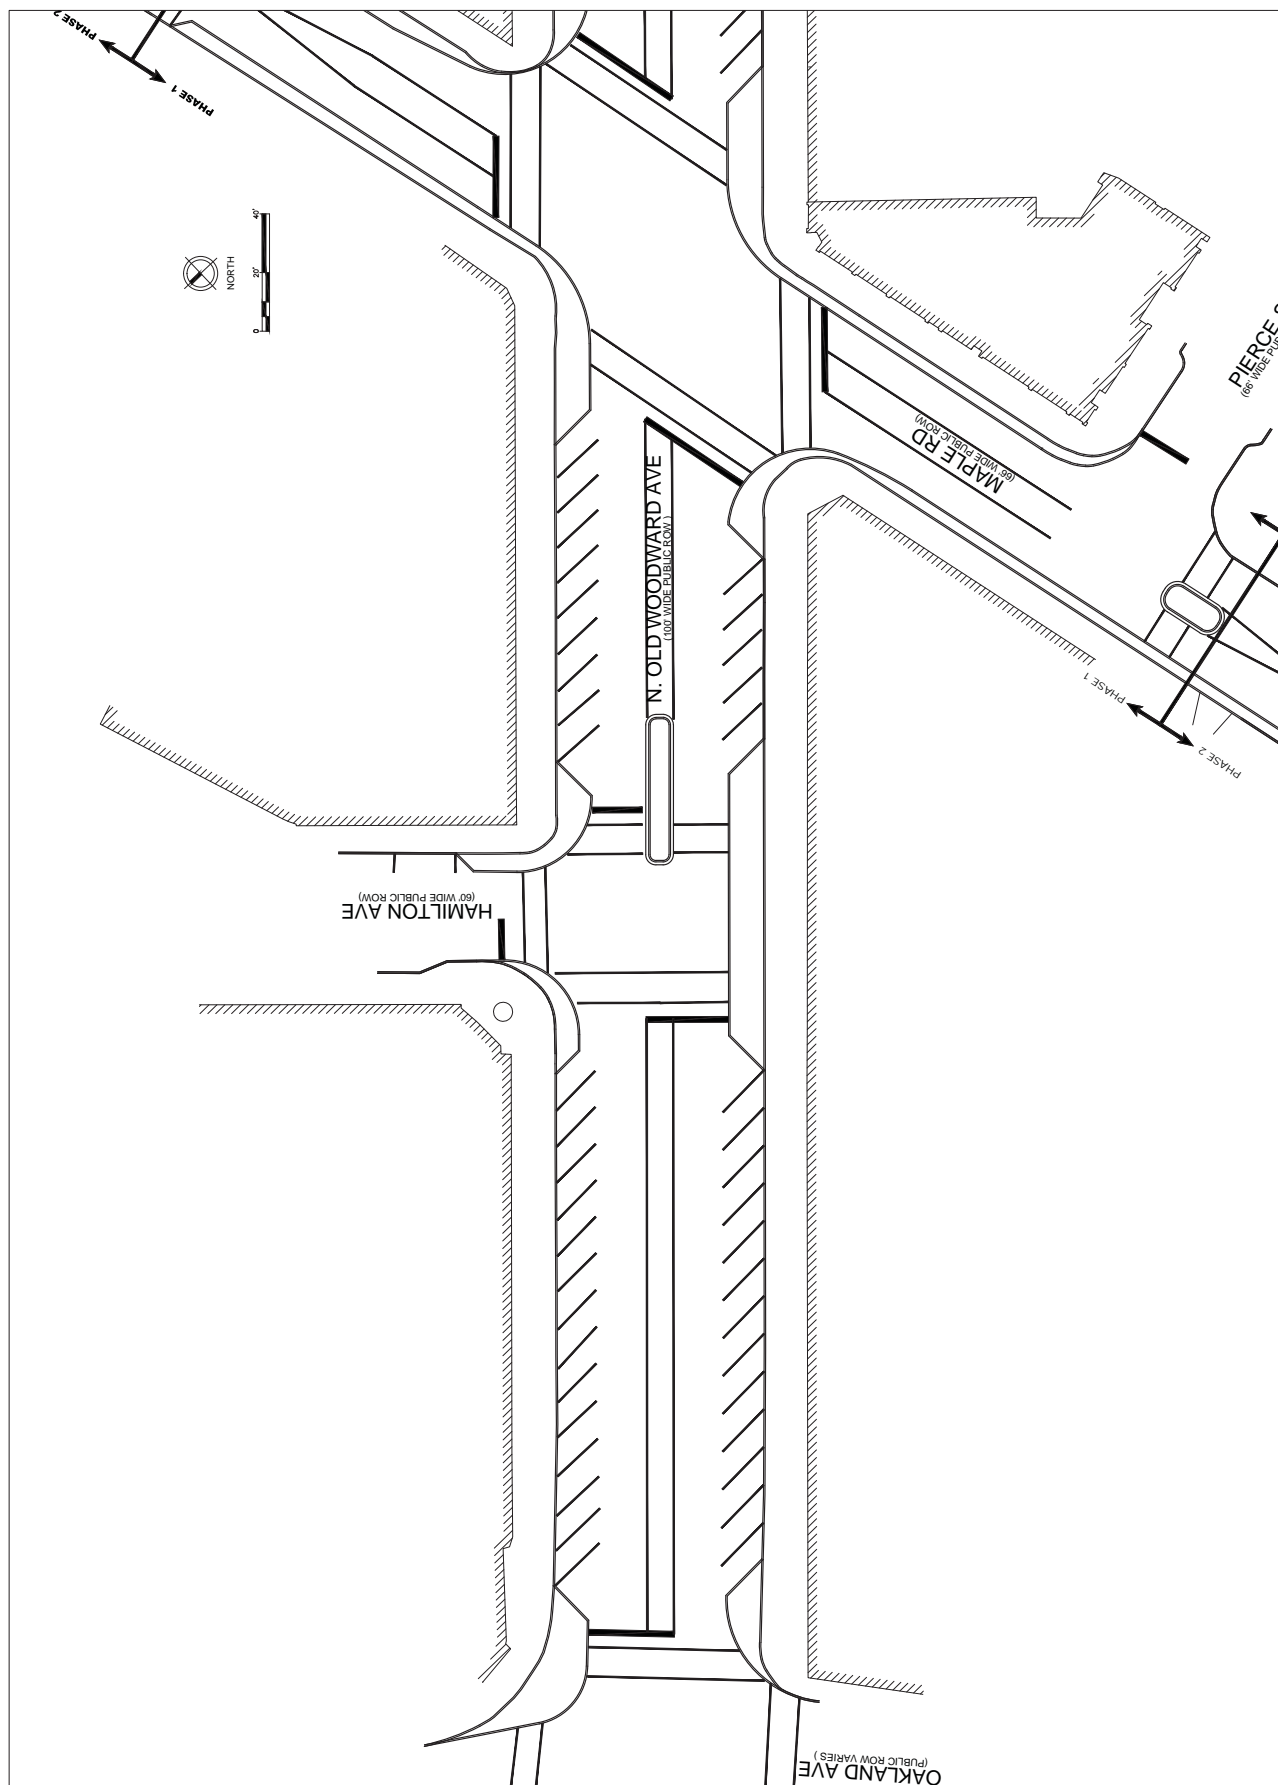 PHASE 2
PHASE 1
40'
20'
0
NORTH
PIERCE
(66' WIDE
MAPLE RD
(66' WIDE PUBLIC ROW)
N. OLD WOODWARD AVE
(100' WIDE PUBLIC ROW )
PHASE 1
PHASE 2
HAMILTON AVE
(60' WIDE PUBLIC ROW)
OAKLAND AVE
(PUBLIC ROW VARIES )